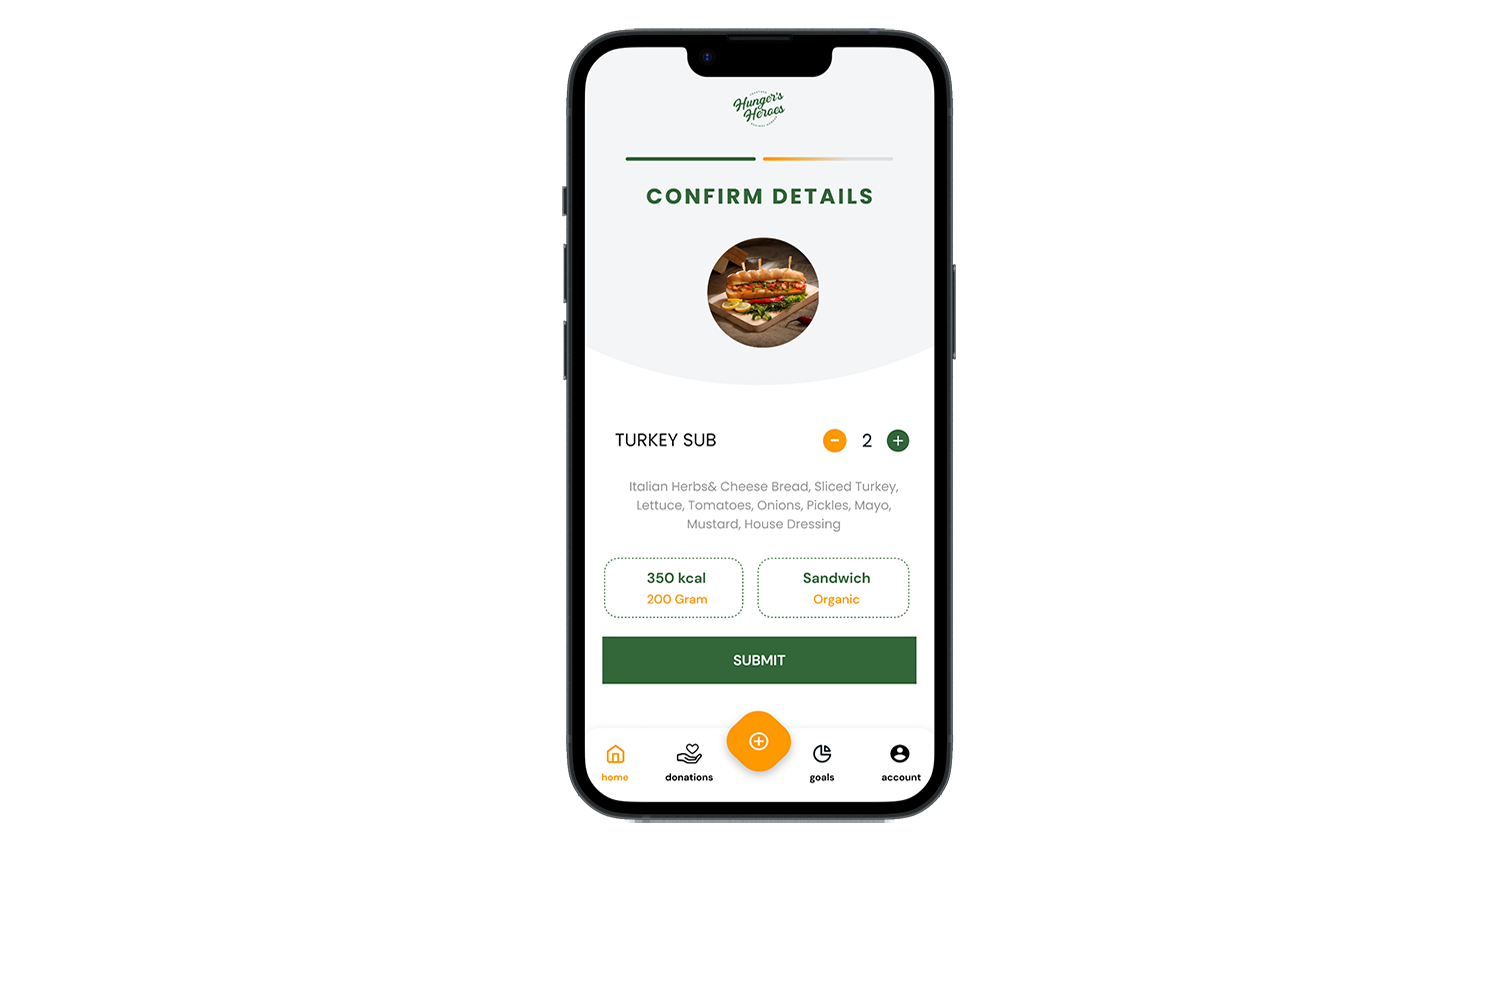 Hunger's
Heroes
CONFIRM DETAILS
TURKEY SUB
2
Italian Herbs& Cheese Bread, Sliced Turkey,
Lettuce, Tomatoes, Onions, Pickles, Mayo,
Mustard, House Dressing
350 kcal
200 Gram
Sandwich
Organic
SUBMIT
home
donations
goals
account